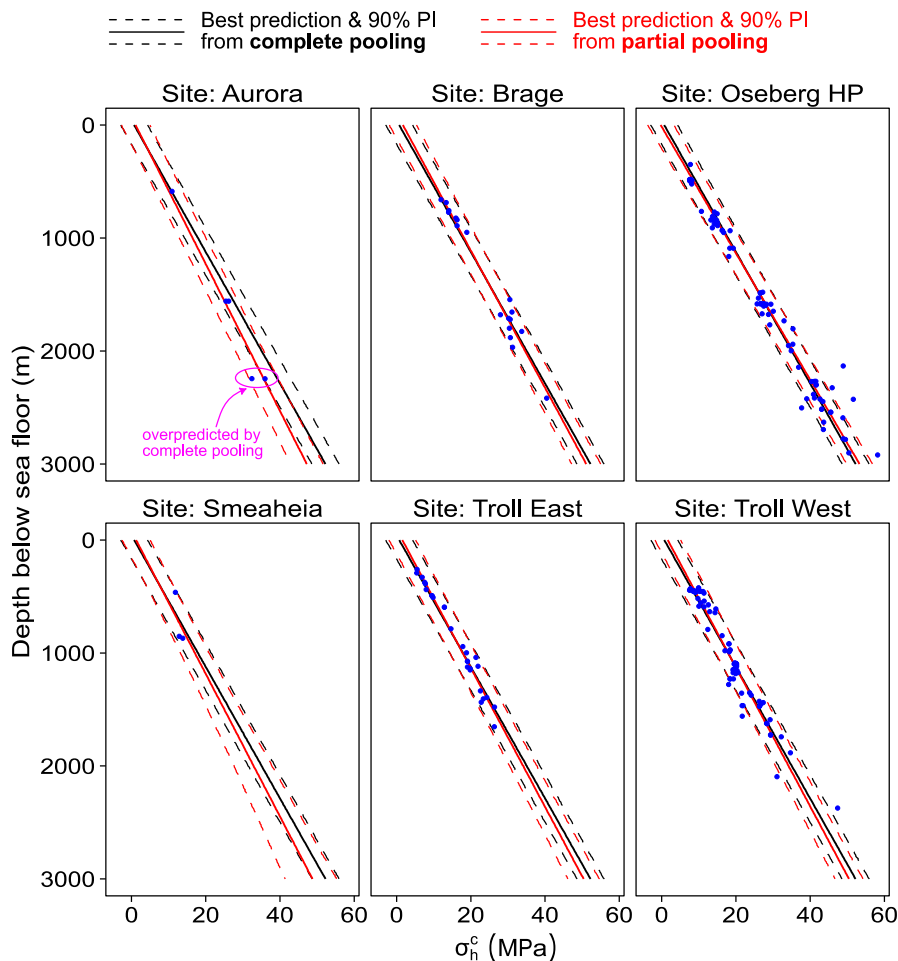 Best prediction & 90% PI
from complete pooling
Best prediction & 90% PI
from partial pooling
Site: Aurora
Site: Brage
Site: Oseberg HP
0
1000
2000
3000
overpredicted by
complete pooling
Site: Smeaheia
Site: Troll East
Site: Troll West
0
1000
2000
3000
Depth below sea floor (m)
0 20 40 60
0 20 40 60
0 20 40 60
σ_h^c (MPa)